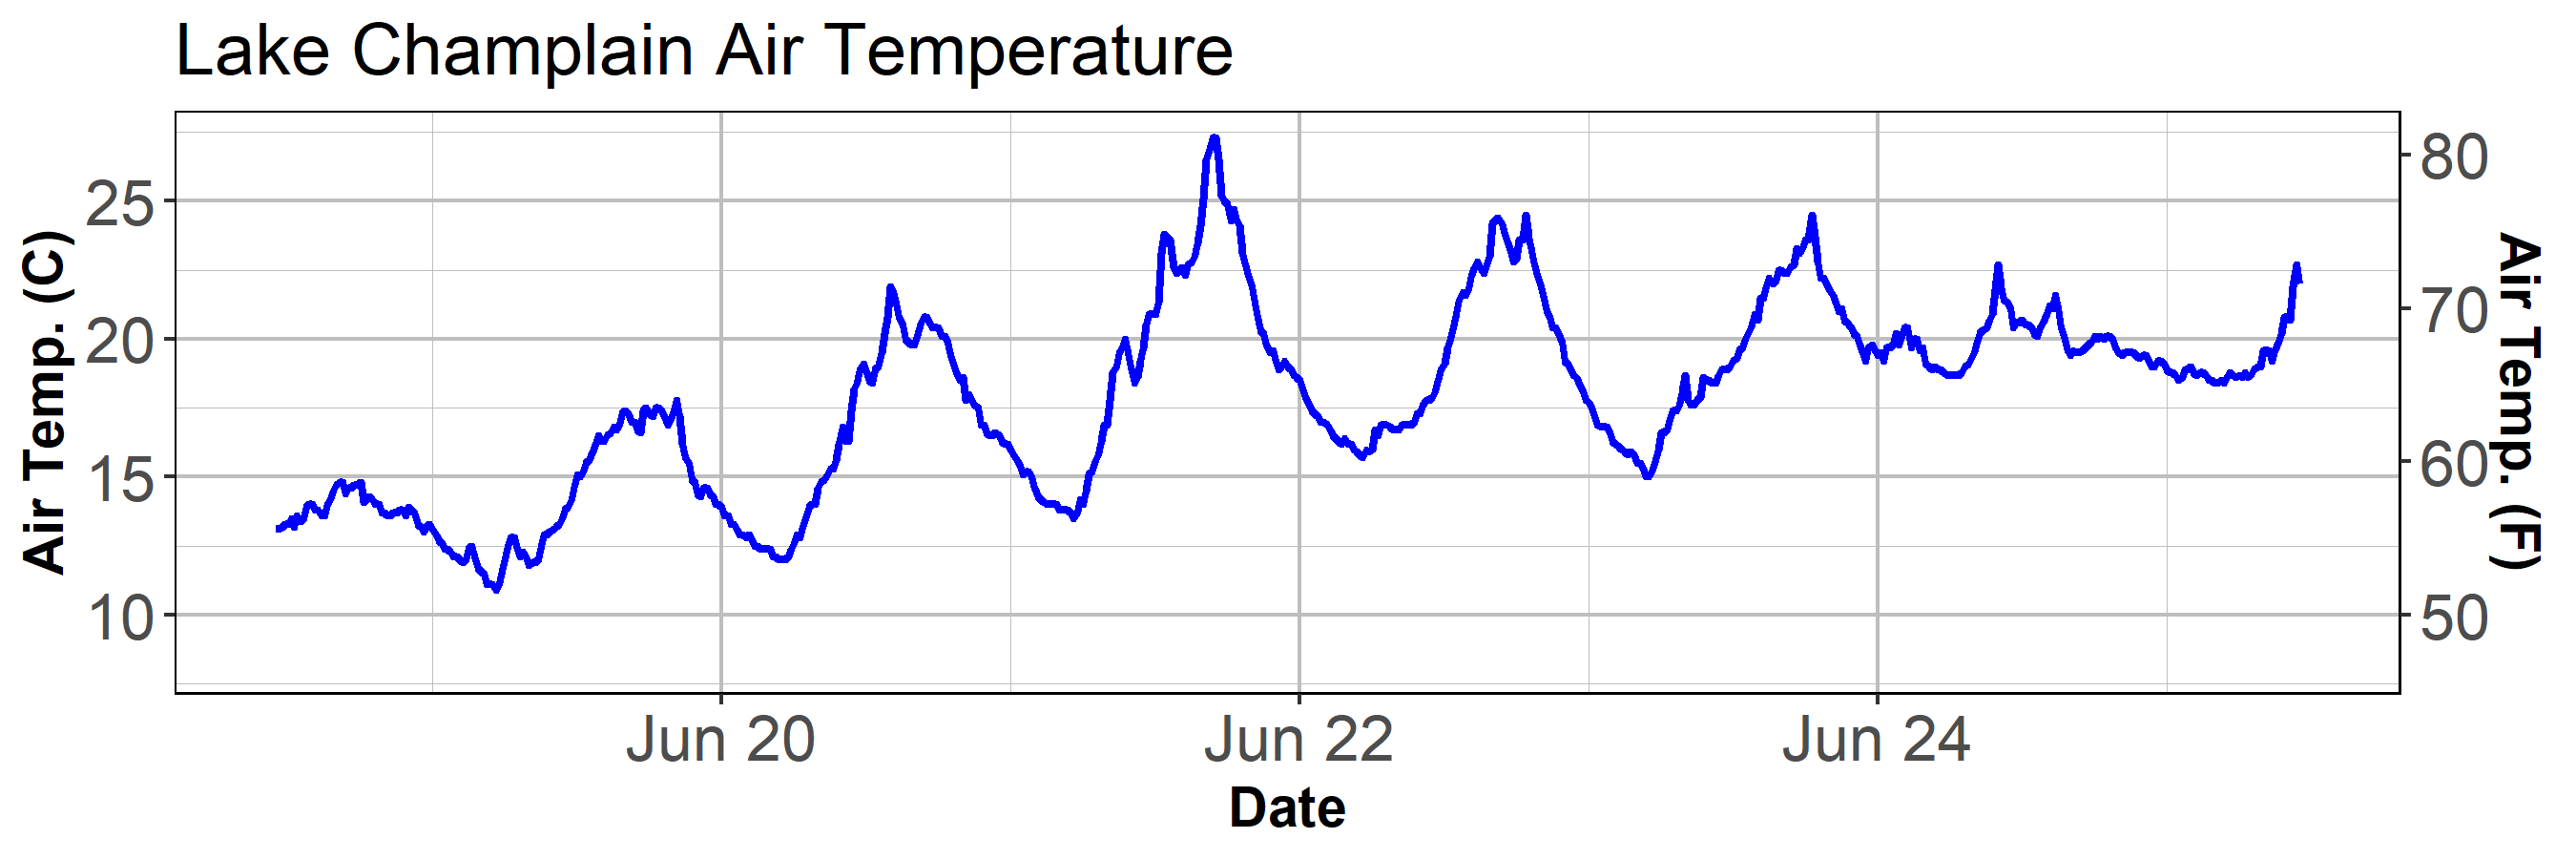 Lake Champlain Air Temperature
Air Temp. (C)
25
20
15
10
80
70
60
50
Air Temp. (F)
Jun 20 Jun 22 Jun 24
Date